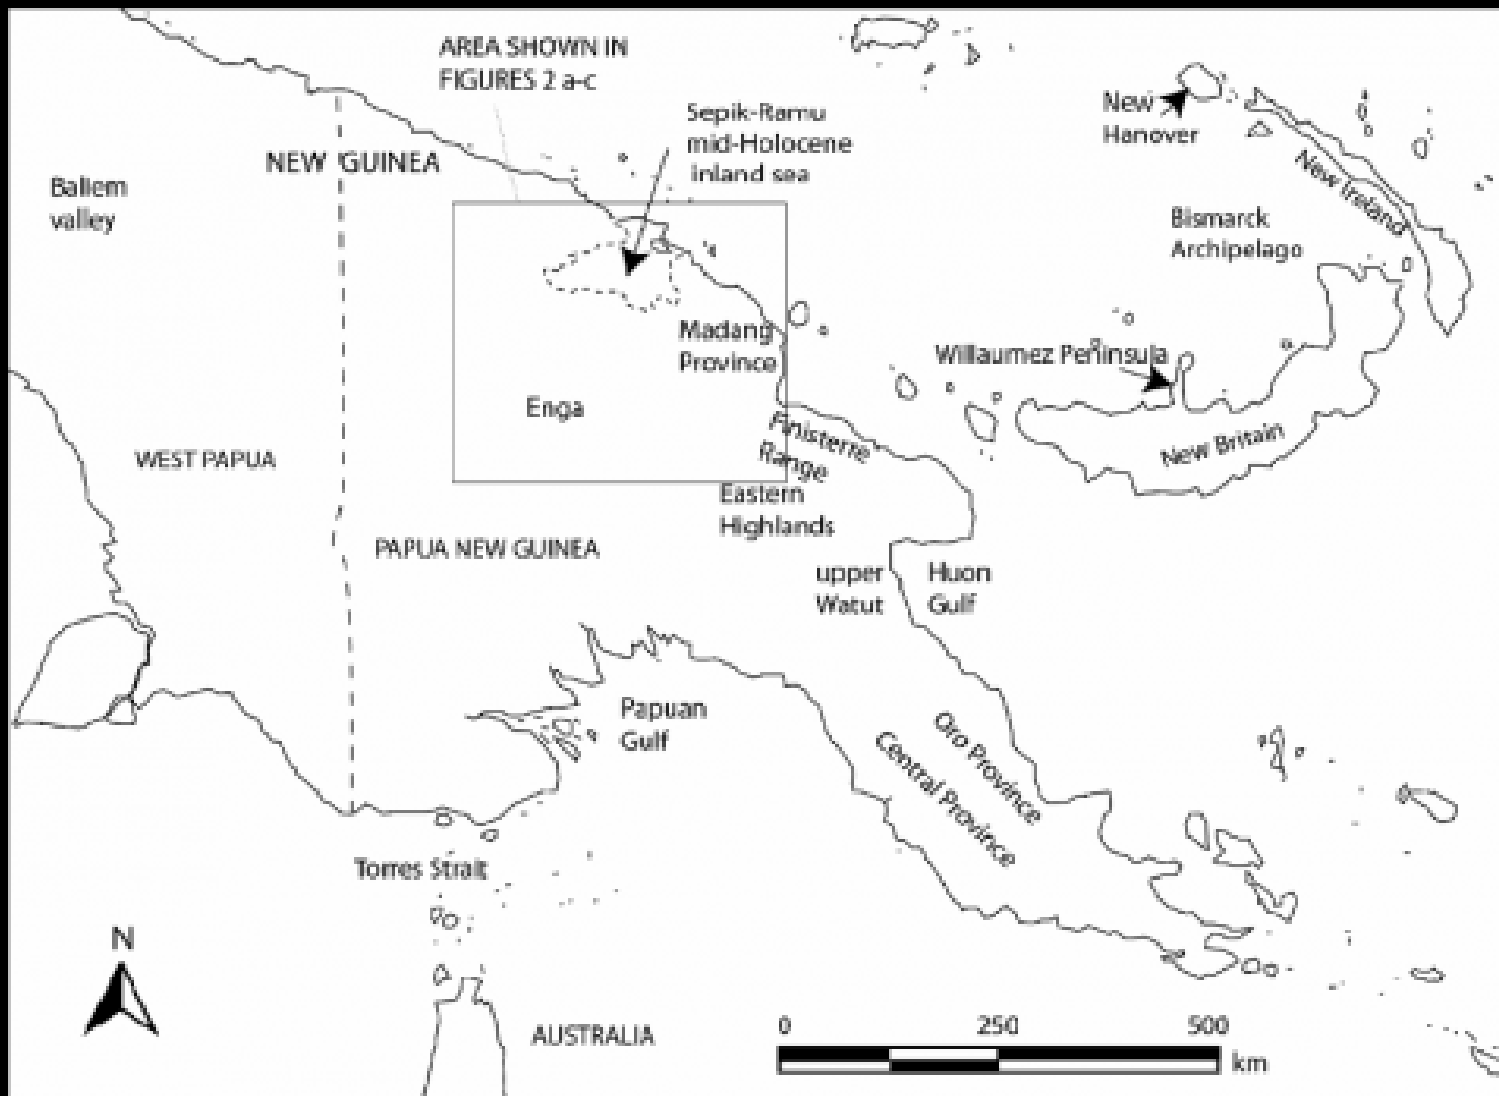 AREA SHOWN IN
FIGURES 2 a-c
Sepik-Ramu
mid-Holocene
inland sea
New
Hanover
NEW GUINEA
Baliem
valley
New Ireland
Bismarck
Archipelago
Madang
Province
Willaumez Peninsula
Enga
Finisterre
Range
New Britain
WEST PAPUA
Eastern
Highlands
PAPUA NEW GUINEA
upper
Watut
Huon
Gulf
Papuan
Gulf
Oro Province
Central Province
Torres Strait
N
AUSTRALIA
0 250 500
km